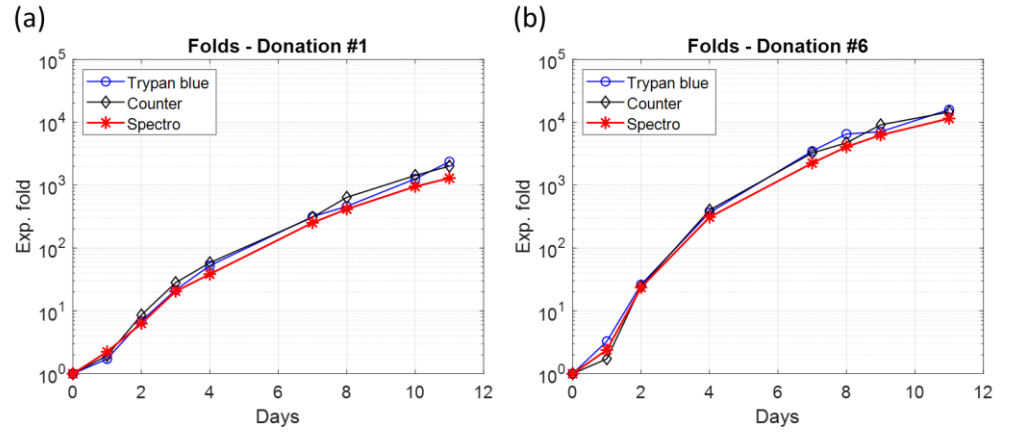 (a)
Folds - Donation #1
Trypan blue
Counter
Spectro
Exp. fold
10^5
10^4
10^3
10^2
10^1
10^0
0 2 4 6 8 10 12
Days
(b)
Folds - Donation #6
Trypan blue
Counter
Spectro
Exp. fold
10^5
10^4
10^3
10^2
10^1
10^0
0 2 4 6 8 10 12
Days